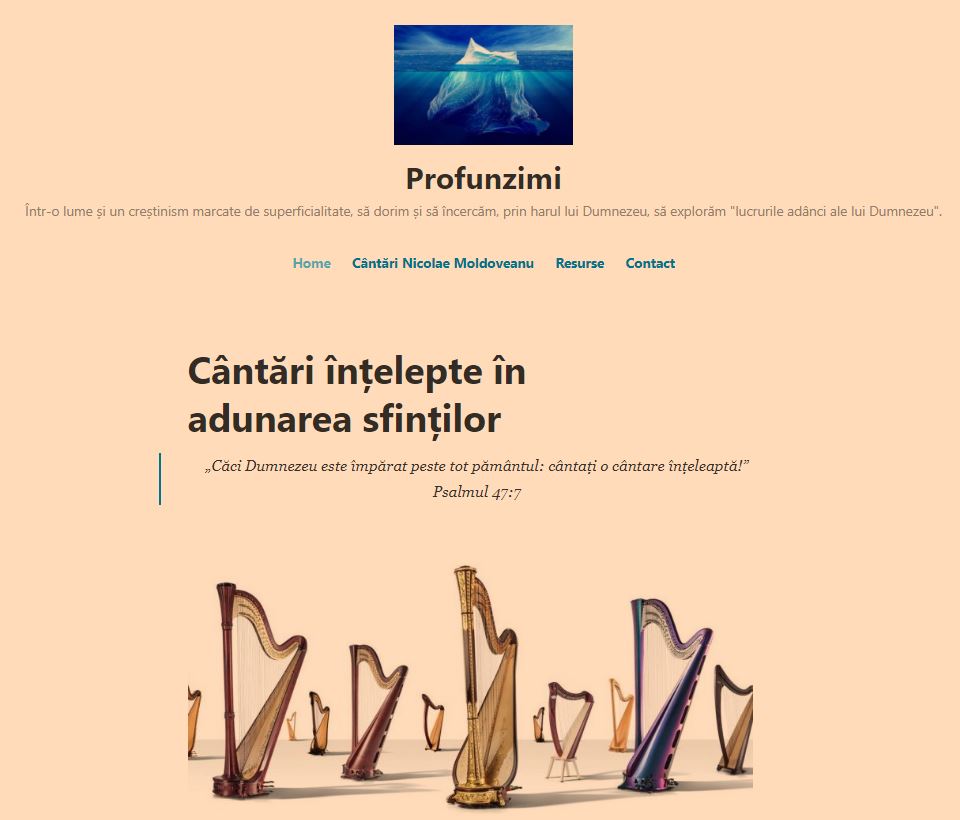 Profunzimi
Într-o lume și un creștinism marcate de superficialitate, să dorim și să încercăm, prin harul lui Dumnezeu, să explorăm "lucrurile adânci ale lui Dumnezeu".
Home Cântări Nicolae Moldoveanu Resurse Contact
Cântări înțelepte în
adunarea sfinților
„Căci Dumnezeu este împărat peste tot pământul: cântați o cântare înțeleaptă!”
Psalmul 47:7